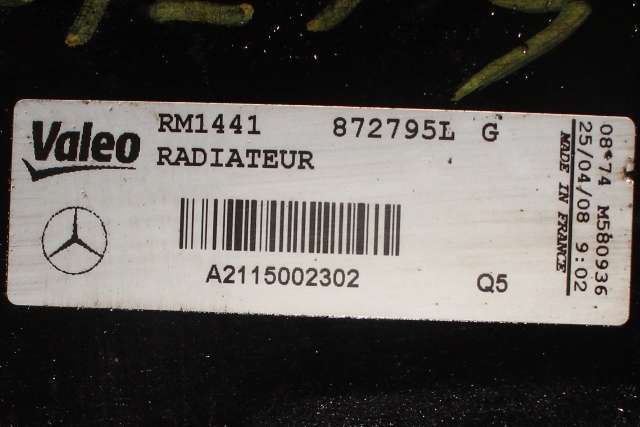 Valeo
RM1441 872795L G
RADIATEUR
A2115002302
Q5
08*74 M580936
25/04/08 9:02
MADE IN FRANCE